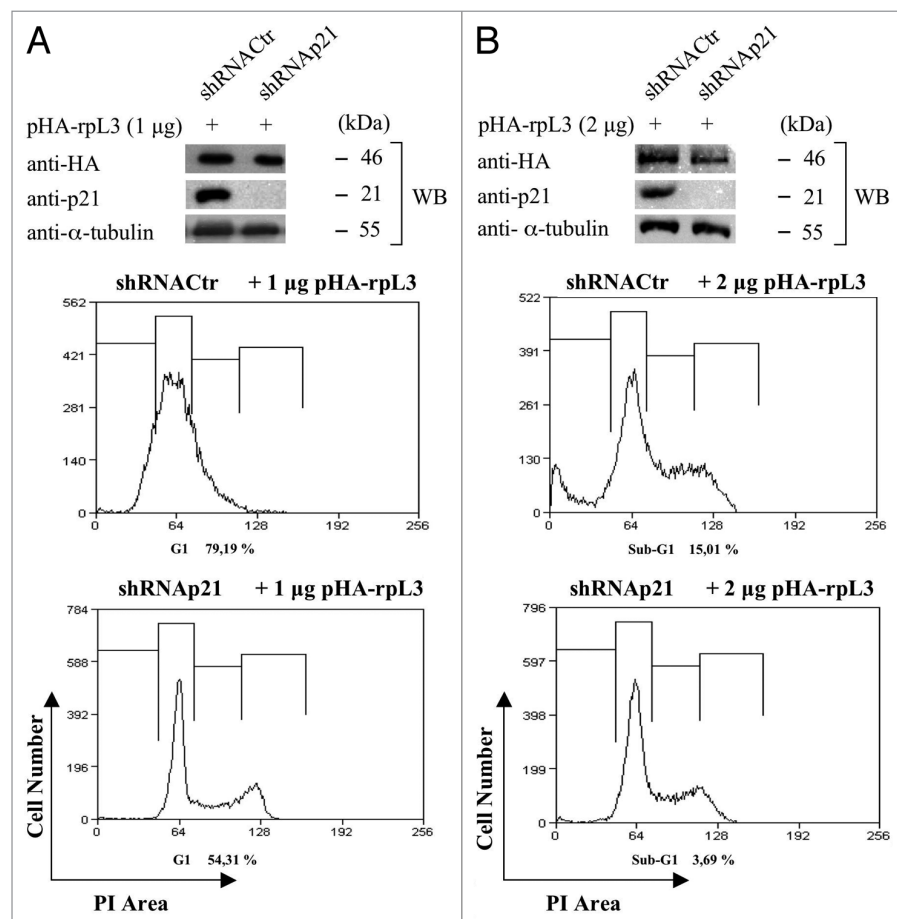 A
shRNACtr
shRNAp21
pHA-rpL3 (1 µg) + + (kDa)
anti-HA – 46
anti-p21 – 21 WB
anti-α-tubulin – 55
shRNACtr + 1 µg pHA-rpL3
562
421
281
140
0
0 64 128 192 256
G1 79,19 %
shRNAp21 + 1 µg pHA-rpL3
784
588
392
196
0
0 64 128 192 256
G1 54,31 %
Cell Number
PI Area
B
shRNACtr
shRNAp21
pHA-rpL3 (2 µg) + + (kDa)
anti-HA – 46
anti-p21 – 21 WB
anti- α-tubulin – 55
shRNACtr + 2 µg pHA-rpL3
522
391
261
130
0
0 64 128 192 256
Sub-G1 15,01 %
shRNAp21 + 2 µg pHA-rpL3
796
597
398
199
0
0 64 128 192 256
Sub-G1 3,69 %
Cell Number
PI Area